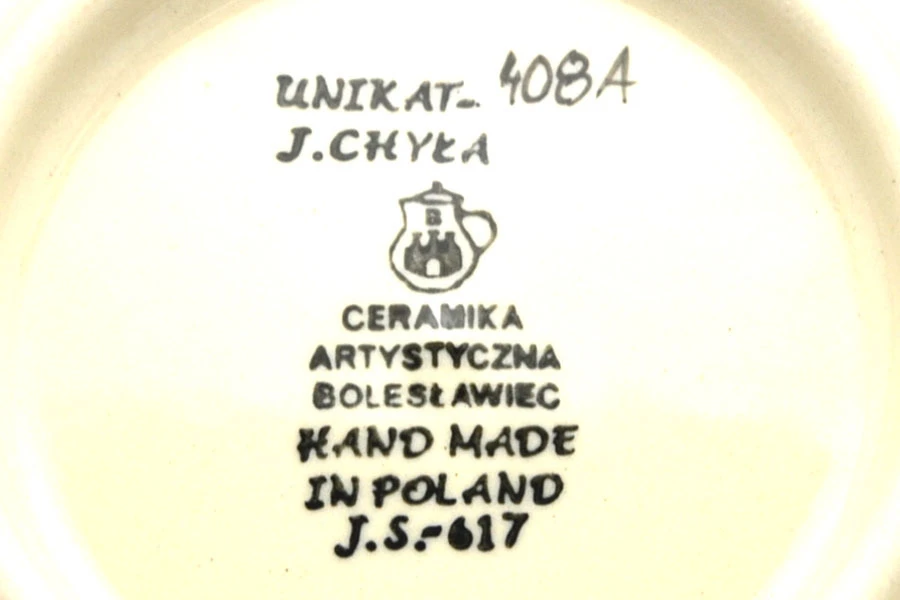 UNIKAT- 408A
J.CHYŁA
B
CERAMIKA
ARTYSTYCZNA
BOLESŁAWIEC
HAND MADE
IN POLAND
J.S.-617